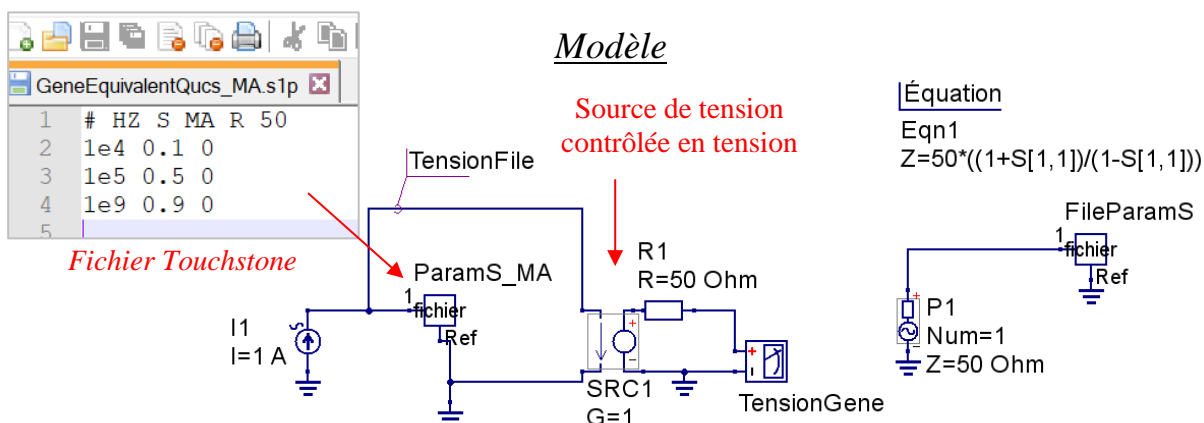 Modèle
GeneEquivalentQucs_MA.s1p
1 # HZ S MA R 50
2 1e4 0.1 0
3 1e5 0.5 0
4 1e9 0.9 0
5
Fichier Touchstone
Source de tension
contrôlée en tension
TensionFile
ParamS_MA
1
fichier
Ref
I1
I=1 A
R1
R=50 Ohm
+
-
SRC1
G=1
+
-
TensionGene
Équation
Eqn1
Z=50*((1+S[1,1])/(1-S[1,1]))
FileParamS
1
fichier
Ref
+
-
P1
Num=1
Z=50 Ohm